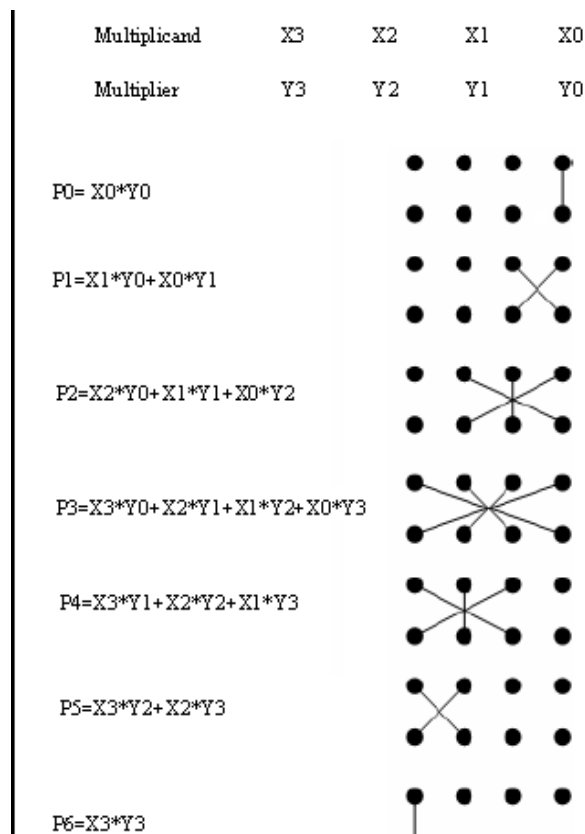 Multiplicand X3 X2 X1 X0
Multiplier Y3 Y2 Y1 Y0
P0= X0*Y0
P1=X1*Y0+X0*Y1
P2=X2*Y0+X1*Y1+X0*Y2
P3=X3*Y0+X2*Y1+X1*Y2+X0*Y3
P4=X3*Y1+X2*Y2+X1*Y3
P5=X3*Y2+X2*Y3
P6=X3*Y3